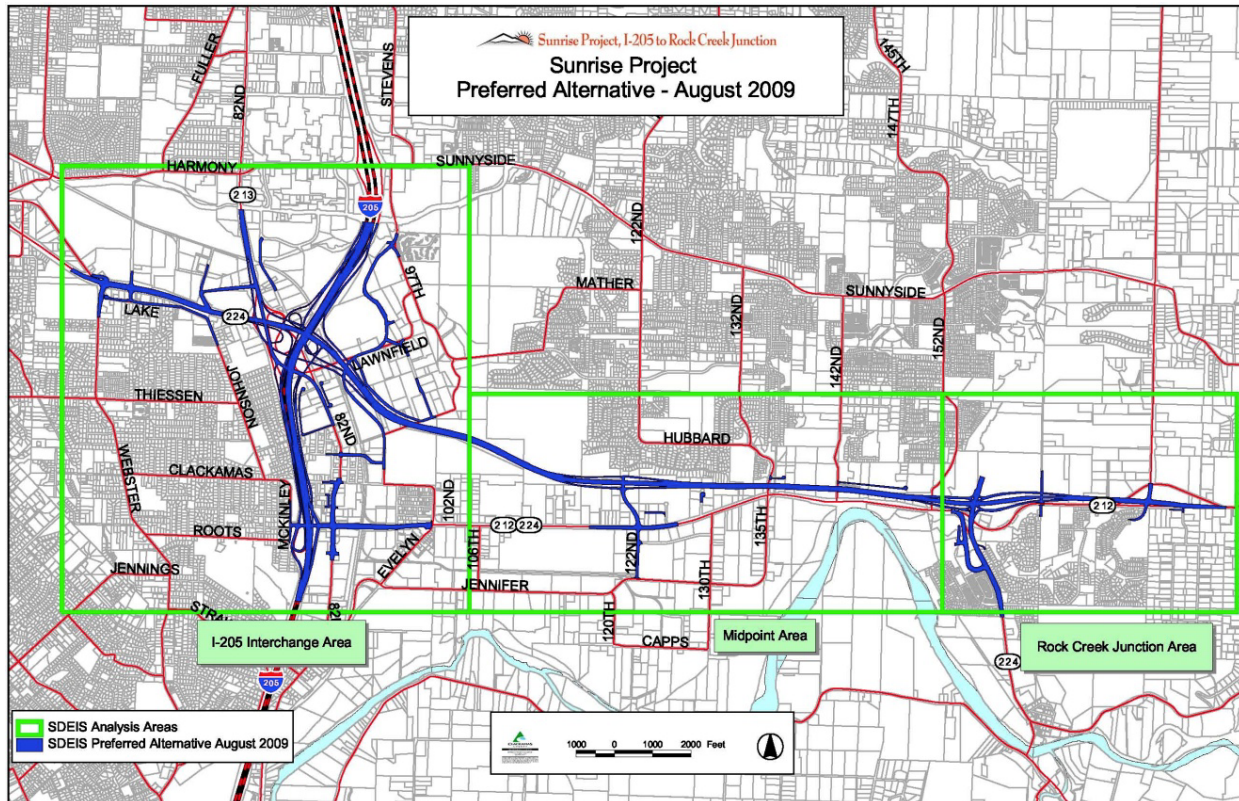 Sunrise Project, I-205 to Rock Creek Junction
Sunrise Project
Preferred Alternative - August 2009
FULLER
82ND
STEVENS
145TH
147TH
HARMONY
SUNNYSIDE
213
205
122ND
97TH
MATHER
132ND
SUNNYSIDE
142ND
152ND
LAKE
224
LAWNFIELD
JOHNSON
THIESSEN
82ND
HUBBARD
WEBSTER
CLACKAMAS
MCKINLEY
102ND
ROOTS
212 224
212
135TH
EVELYN
106TH
122ND
130TH
JENNINGS
JENNIFER
120TH
CAPPS
I-205 Interchange Area
Midpoint Area
Rock Creek Junction Area
224
205
SDEIS Analysis Areas
SDEIS Preferred Alternative August 2009
CLACKAMAS
1000 0 1000 2000 Feet